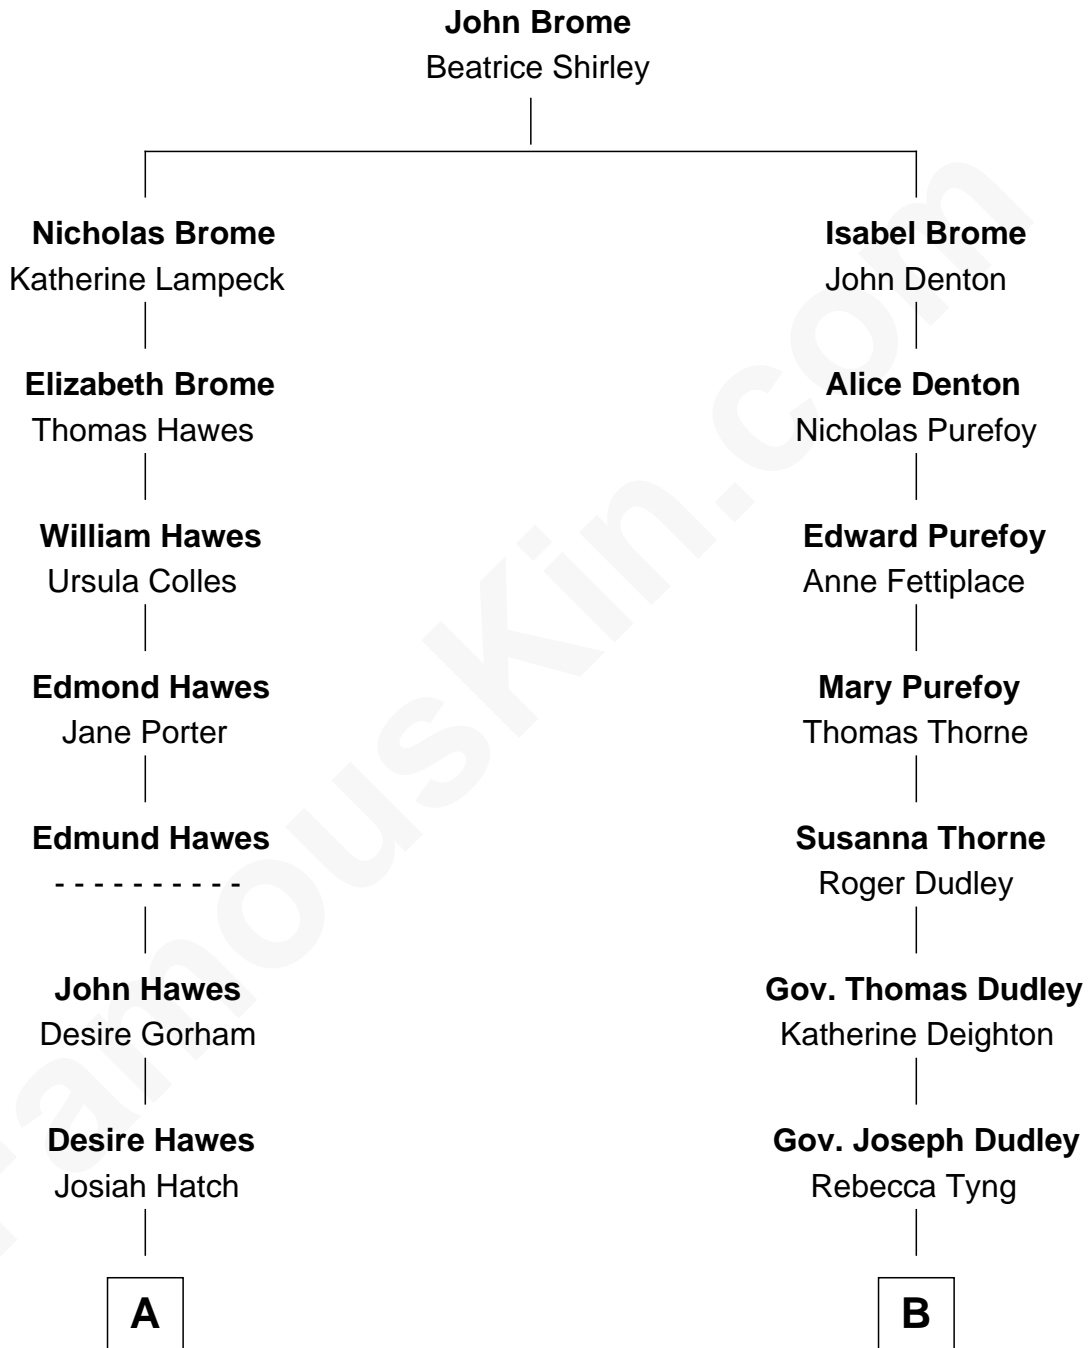 John Brome
Beatrice Shirley
Nicholas Brome
Katherine Lampeck
Isabel Brome
John Denton
Elizabeth Brome
Thomas Hawes
Alice Denton
Nicholas Purefoy
William Hawes
Ursula Colles
Edward Purefoy
Anne Fettiplace
Edmond Hawes
Jane Porter
Mary Purefoy
Thomas Thorne
Edmund Hawes
- - - - - - - - - -
Susanna Thorne
Roger Dudley
John Hawes
Desire Gorham
Gov. Thomas Dudley
Katherine Deighton
Desire Hawes
Josiah Hatch
Gov. Joseph Dudley
Rebecca Tyng
A
B
FamousKin.com